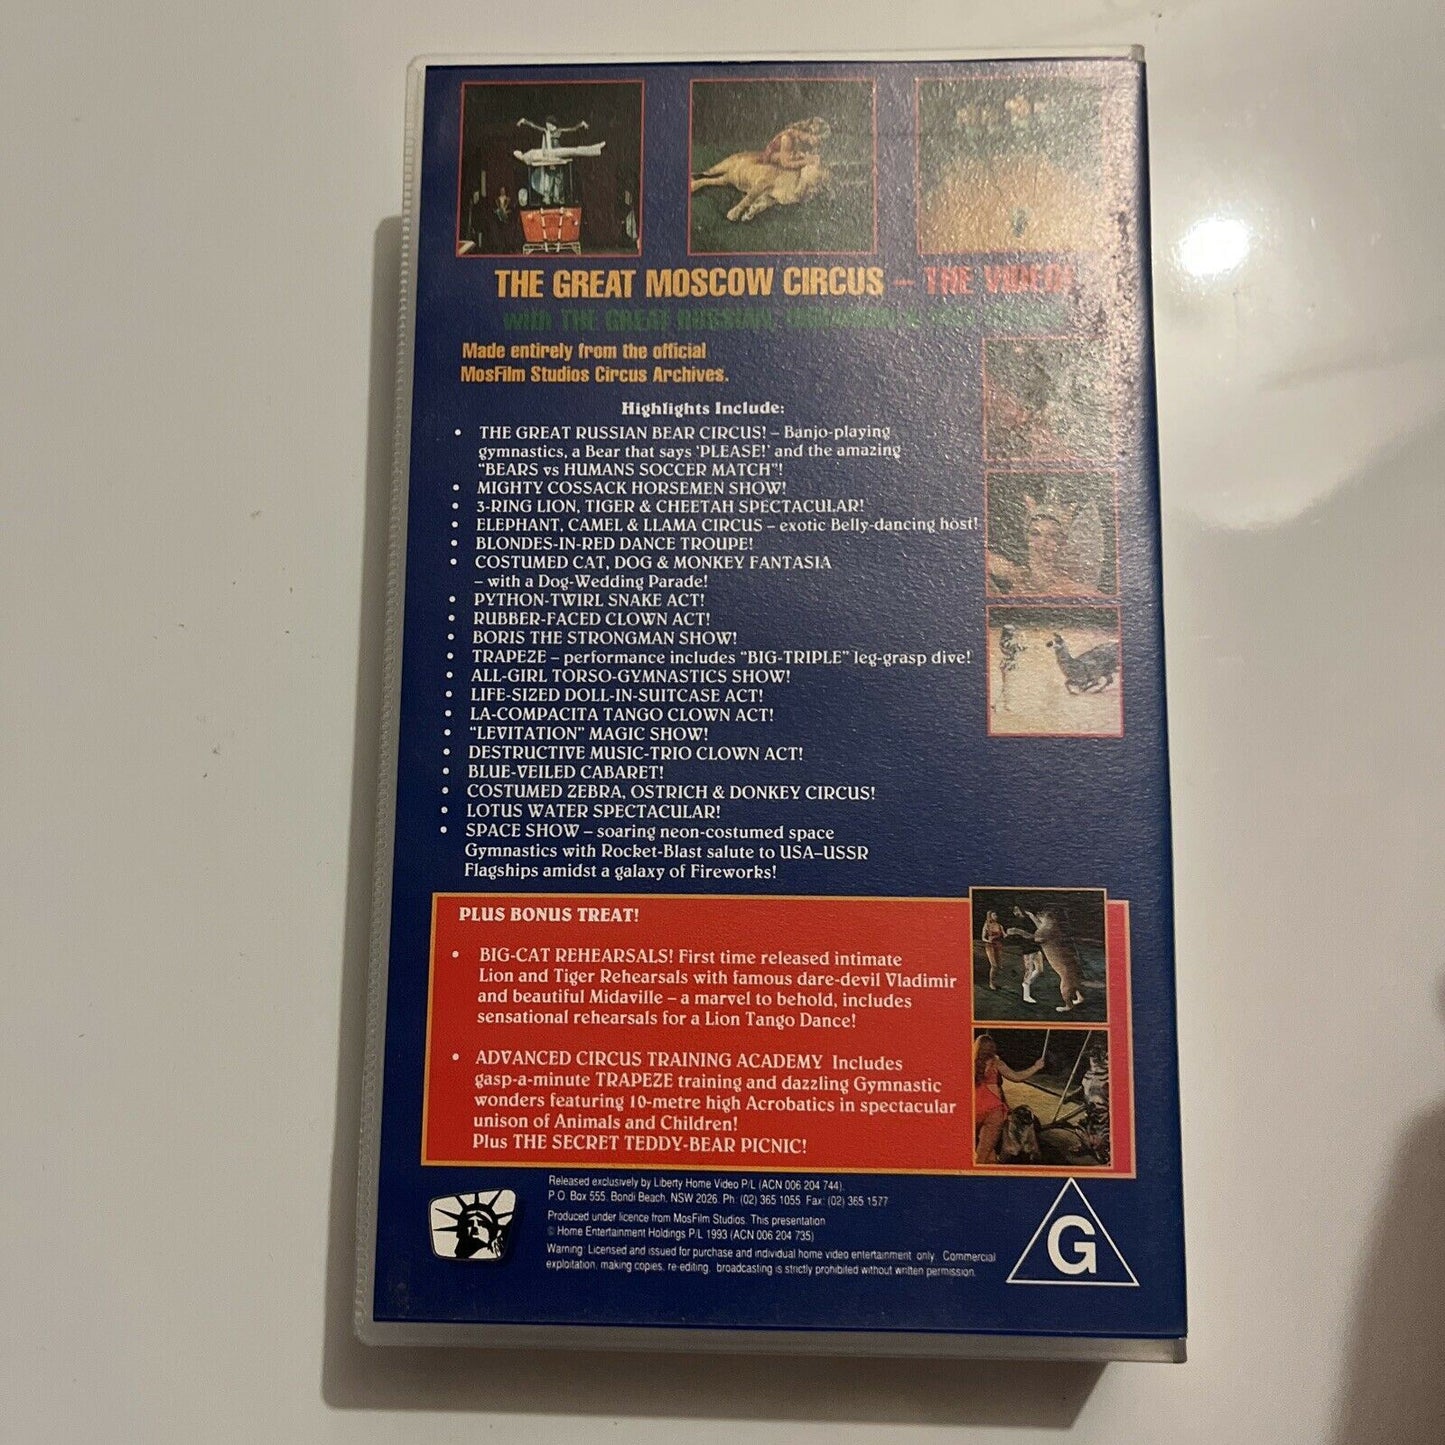 THE GREAT MOSCOW CIRCUS – THE VIDEO!
with THE GREAT RUSSIAN
Made entirely from the official
MosFilm Studios Circus Archives.
Highlights Include:
• THE GREAT RUSSIAN BEAR CIRCUS! – Banjo-playing
gymnastics, a Bear that says 'PLEASE!' and the amazing
"BEARS vs HUMANS SOCCER MATCH"!
• MIGHTY COSSACK HORSEMEN SHOW!
• 3-RING LION, TIGER & CHEETAH SPECTACULAR!
• ELEPHANT, CAMEL & LLAMA CIRCUS – exotic Belly-dancing host!
• BLONDES-IN-RED DANCE TROUPE!
• COSTUMED CAT, DOG & MONKEY FANTASIA
– with a Dog-Wedding Parade!
• PYTHON-TWIRL SNAKE ACT!
• RUBBER-FACED CLOWN ACT!
• BORIS THE STRONGMAN SHOW!
• TRAPEZE – performance includes "BIG-TRIPLE" leg-grasp dive!
• ALL-GIRL TORSO-GYMNASTICS SHOW!
• LIFE-SIZED DOLL-IN-SUITCASE ACT!
• LA-COMPACITA TANGO CLOWN ACT!
• "LEVITATION" MAGIC SHOW!
• DESTRUCTIVE MUSIC-TRIO CLOWN ACT!
• BLUE-VEILED CABARET!
• COSTUMED ZEBRA, OSTRICH & DONKEY CIRCUS!
• LOTUS WATER SPECTACULAR!
• SPACE SHOW – soaring neon-costumed space
Gymnastics with Rocket-Blast salute to USA–USSR
Flagships amidst a galaxy of Fireworks!
PLUS BONUS TREAT!
• BIG-CAT REHEARSALS! First time released intimate
Lion and Tiger Rehearsals with famous dare-devil Vladimir
and beautiful Midaville – a marvel to behold, includes
sensational rehearsals for a Lion Tango Dance!
• ADVANCED CIRCUS TRAINING ACADEMY Includes
gasp-a-minute TRAPEZE training and dazzling Gymnastic
wonders featuring 10-metre high Acrobatics in spectacular
unison of Animals and Children!
Plus THE SECRET TEDDY-BEAR PICNIC!
Released exclusively by Liberty Home Video P/L (ACN 006 204 744).
P.O. Box 555, Bondi Beach, NSW 2026. Ph: (02) 365 1055 Fax: (02) 365 1577
Produced under licence from MosFilm Studios. This presentation
© Home Entertainment Holdings P/L 1993 (ACN 006 204 735)
Warning: Licensed and issued for purchase and individual home video entertainment only. Commercial
exploitation, making copies, re-editing, broadcasting is strictly prohibited without written permission.
G